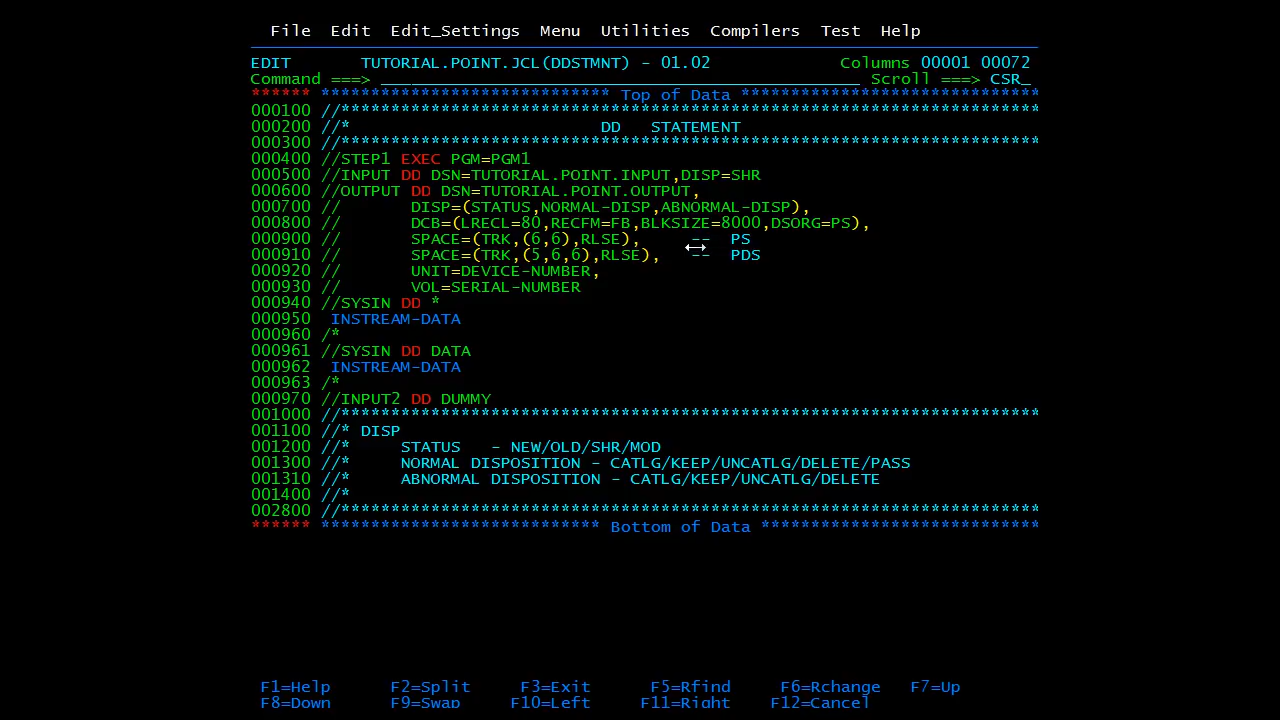 File  Edit  Edit_Settings  Menu  Utilities  Compilers  Test  Help
EDIT       TUTORIAL.POINT.JCL(DDSTMNT) - 01.02             Columns 00001 00072
Command ===> ________________________________________________ Scroll ===> CSR_
****** ***************************** Top of Data ******************************
000100 //**********************************************************************
000200 //*                         DD   STATEMENT
000300 //**********************************************************************
000400 //STEP1 EXEC PGM=PGM1
000500 //INPUT DD DSN=TUTORIAL.POINT.INPUT,DISP=SHR
000600 //OUTPUT DD DSN=TUTORIAL.POINT.OUTPUT,
000700 //       DISP=(STATUS,NORMAL-DISP,ABNORMAL-DISP),
000800 //       DCB=(LRECL=80,RECFM=FB,BLKSIZE=8000,DSORG=PS),
000900 //       SPACE=(TRK,(6,6),RLSE),     --  PS
000910 //       SPACE=(TRK,(5,6,6),RLSE),   --  PDS
000920 //       UNIT=DEVICE-NUMBER,
000930 //       VOL=SERIAL-NUMBER
000940 //SYSIN DD *
000950  INSTREAM-DATA
000960 /*
000961 //SYSIN DD DATA
000962  INSTREAM-DATA
000963 /*
000970 //INPUT2 DD DUMMY
001000 //**********************************************************************
001100 //* DISP
001200 //*     STATUS   - NEW/OLD/SHR/MOD
001300 //*     NORMAL DISPOSITION - CATLG/KEEP/UNCATLG/DELETE/PASS
001310 //*     ABNORMAL DISPOSITION - CATLG/KEEP/UNCATLG/DELETE
001400 //*
002800 //**********************************************************************
****** **************************** Bottom of Data ****************************
F1=Help      F2=Split     F3=Exit      F5=Rfind     F6=Rchange   F7=Up
F8=Down      F9=Swap     F10=Left     F11=Right    F12=Cancel